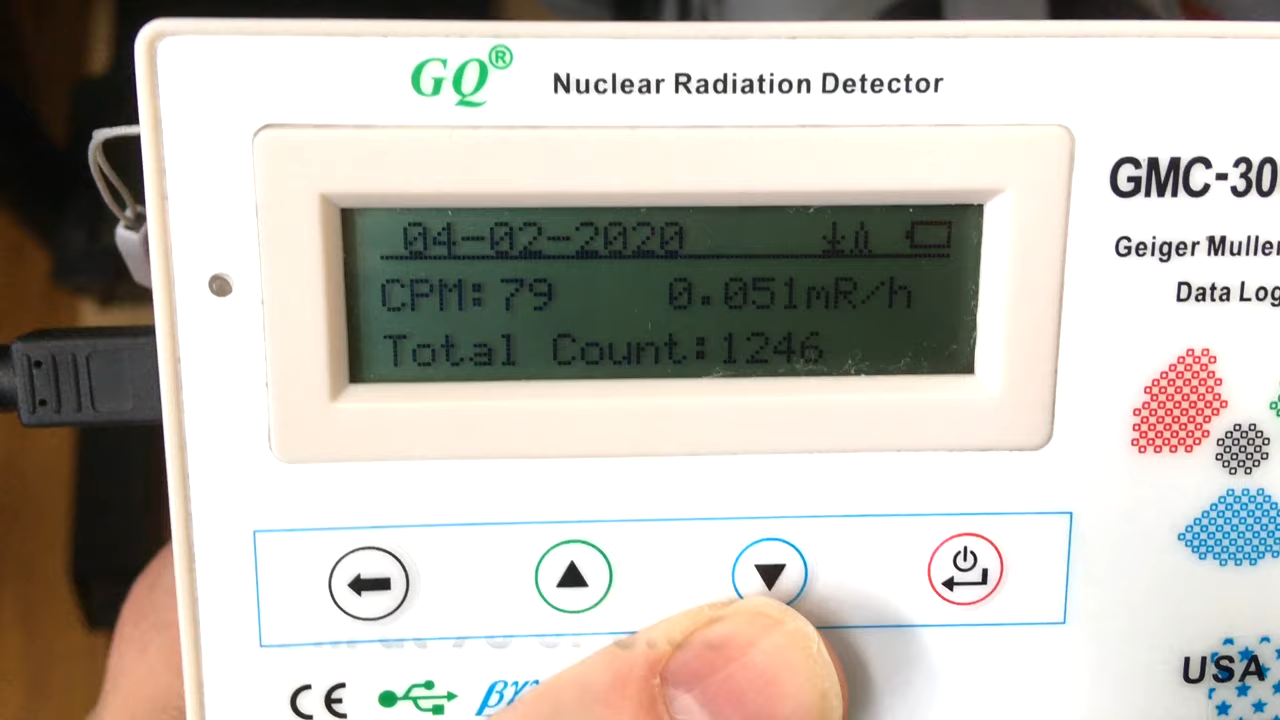 GQ®
Nuclear Radiation Detector
GMC-30
Geiger Muller
Data Log
04-02-2020
CPM:79 0.051mR/h
Total Count:1246
CE βγ
USA